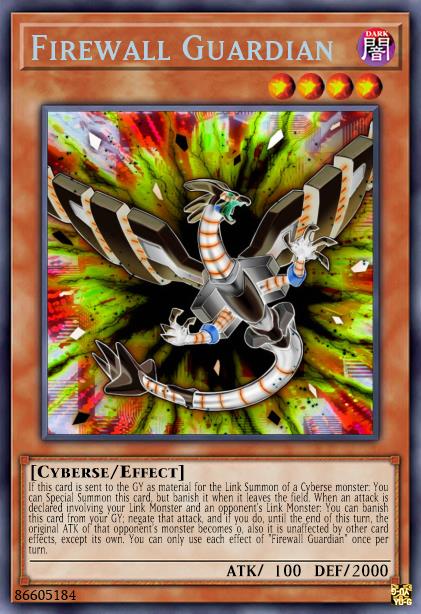 FIREWALL GUARDIAN
DARK
闇
[CYBERSE/EFFECT]
If this card is sent to the GY as material for the Link Summon of a Cyberse monster: You
can Special Summon this card, but banish it when it leaves the field. When an attack is
declared involving your Link Monster and an opponent's Link Monster: You can banish
this card from your GY; negate that attack, and if you do, until the end of this turn, the
original ATK of that opponent's monster becomes 0, also it is unaffected by other card
effects, except its own. You can only use each effect of "Firewall Guardian" once per
turn.
ATK/ 100 DEF/2000
86605184